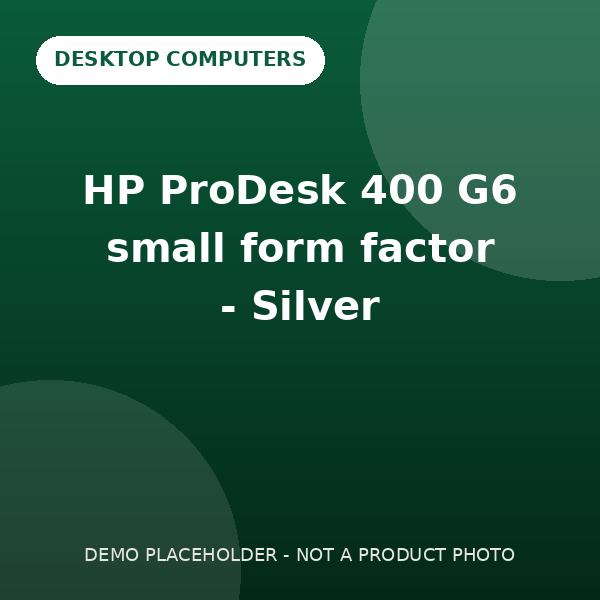 DESKTOP COMPUTERS
HP ProDesk 400 G6
small form factor
- Silver
DEMO PLACEHOLDER - NOT A PRODUCT PHOTO